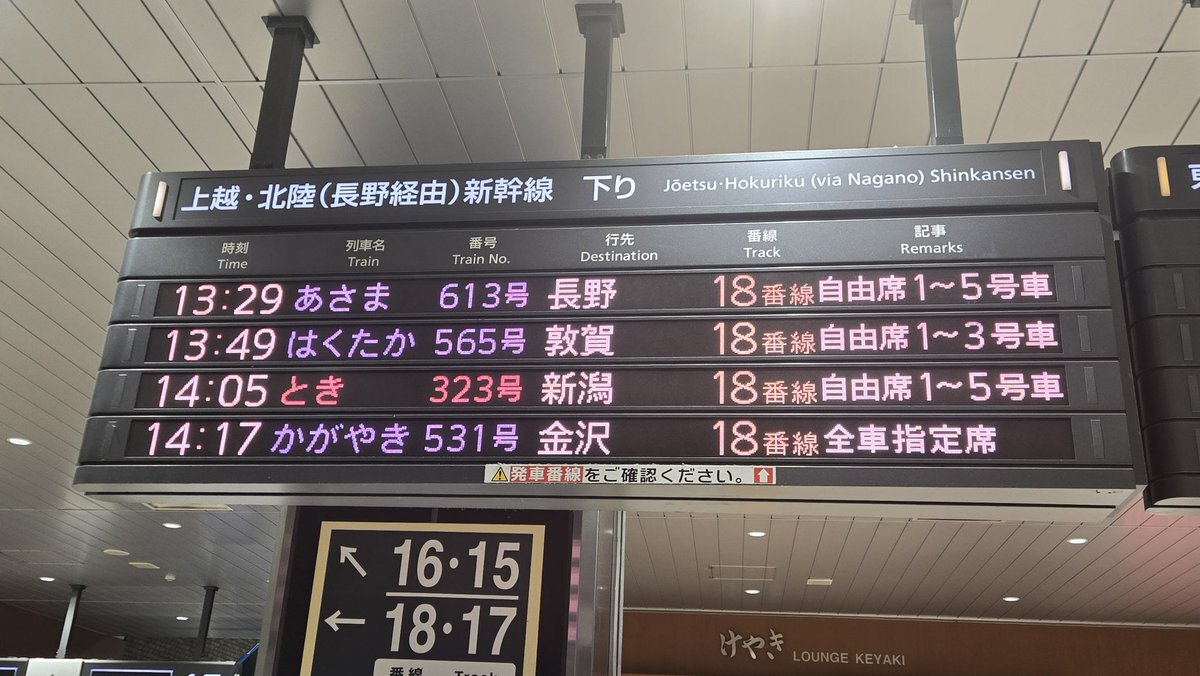 上越・北陸(長野経由)新幹線 下り Jōetsu・Hokuriku (via Nagano) Shinkansen
時刻 列車名 番号 行先 番線 記事
Time Train Train No. Destination Track Remarks
13:29 あさま 613号 長野 18番線 自由席1〜5号車
13:49 はくたか 565号 敦賀 18番線 自由席1〜3号車
14:05 とき 323号 新潟 18番線 自由席1〜5号車
14:17 かがやき 531号 金沢 18番線 全車指定席
発車番線をご確認ください。
16・15
18・17
番線 Track
けやき LOUNGE KEYAKI